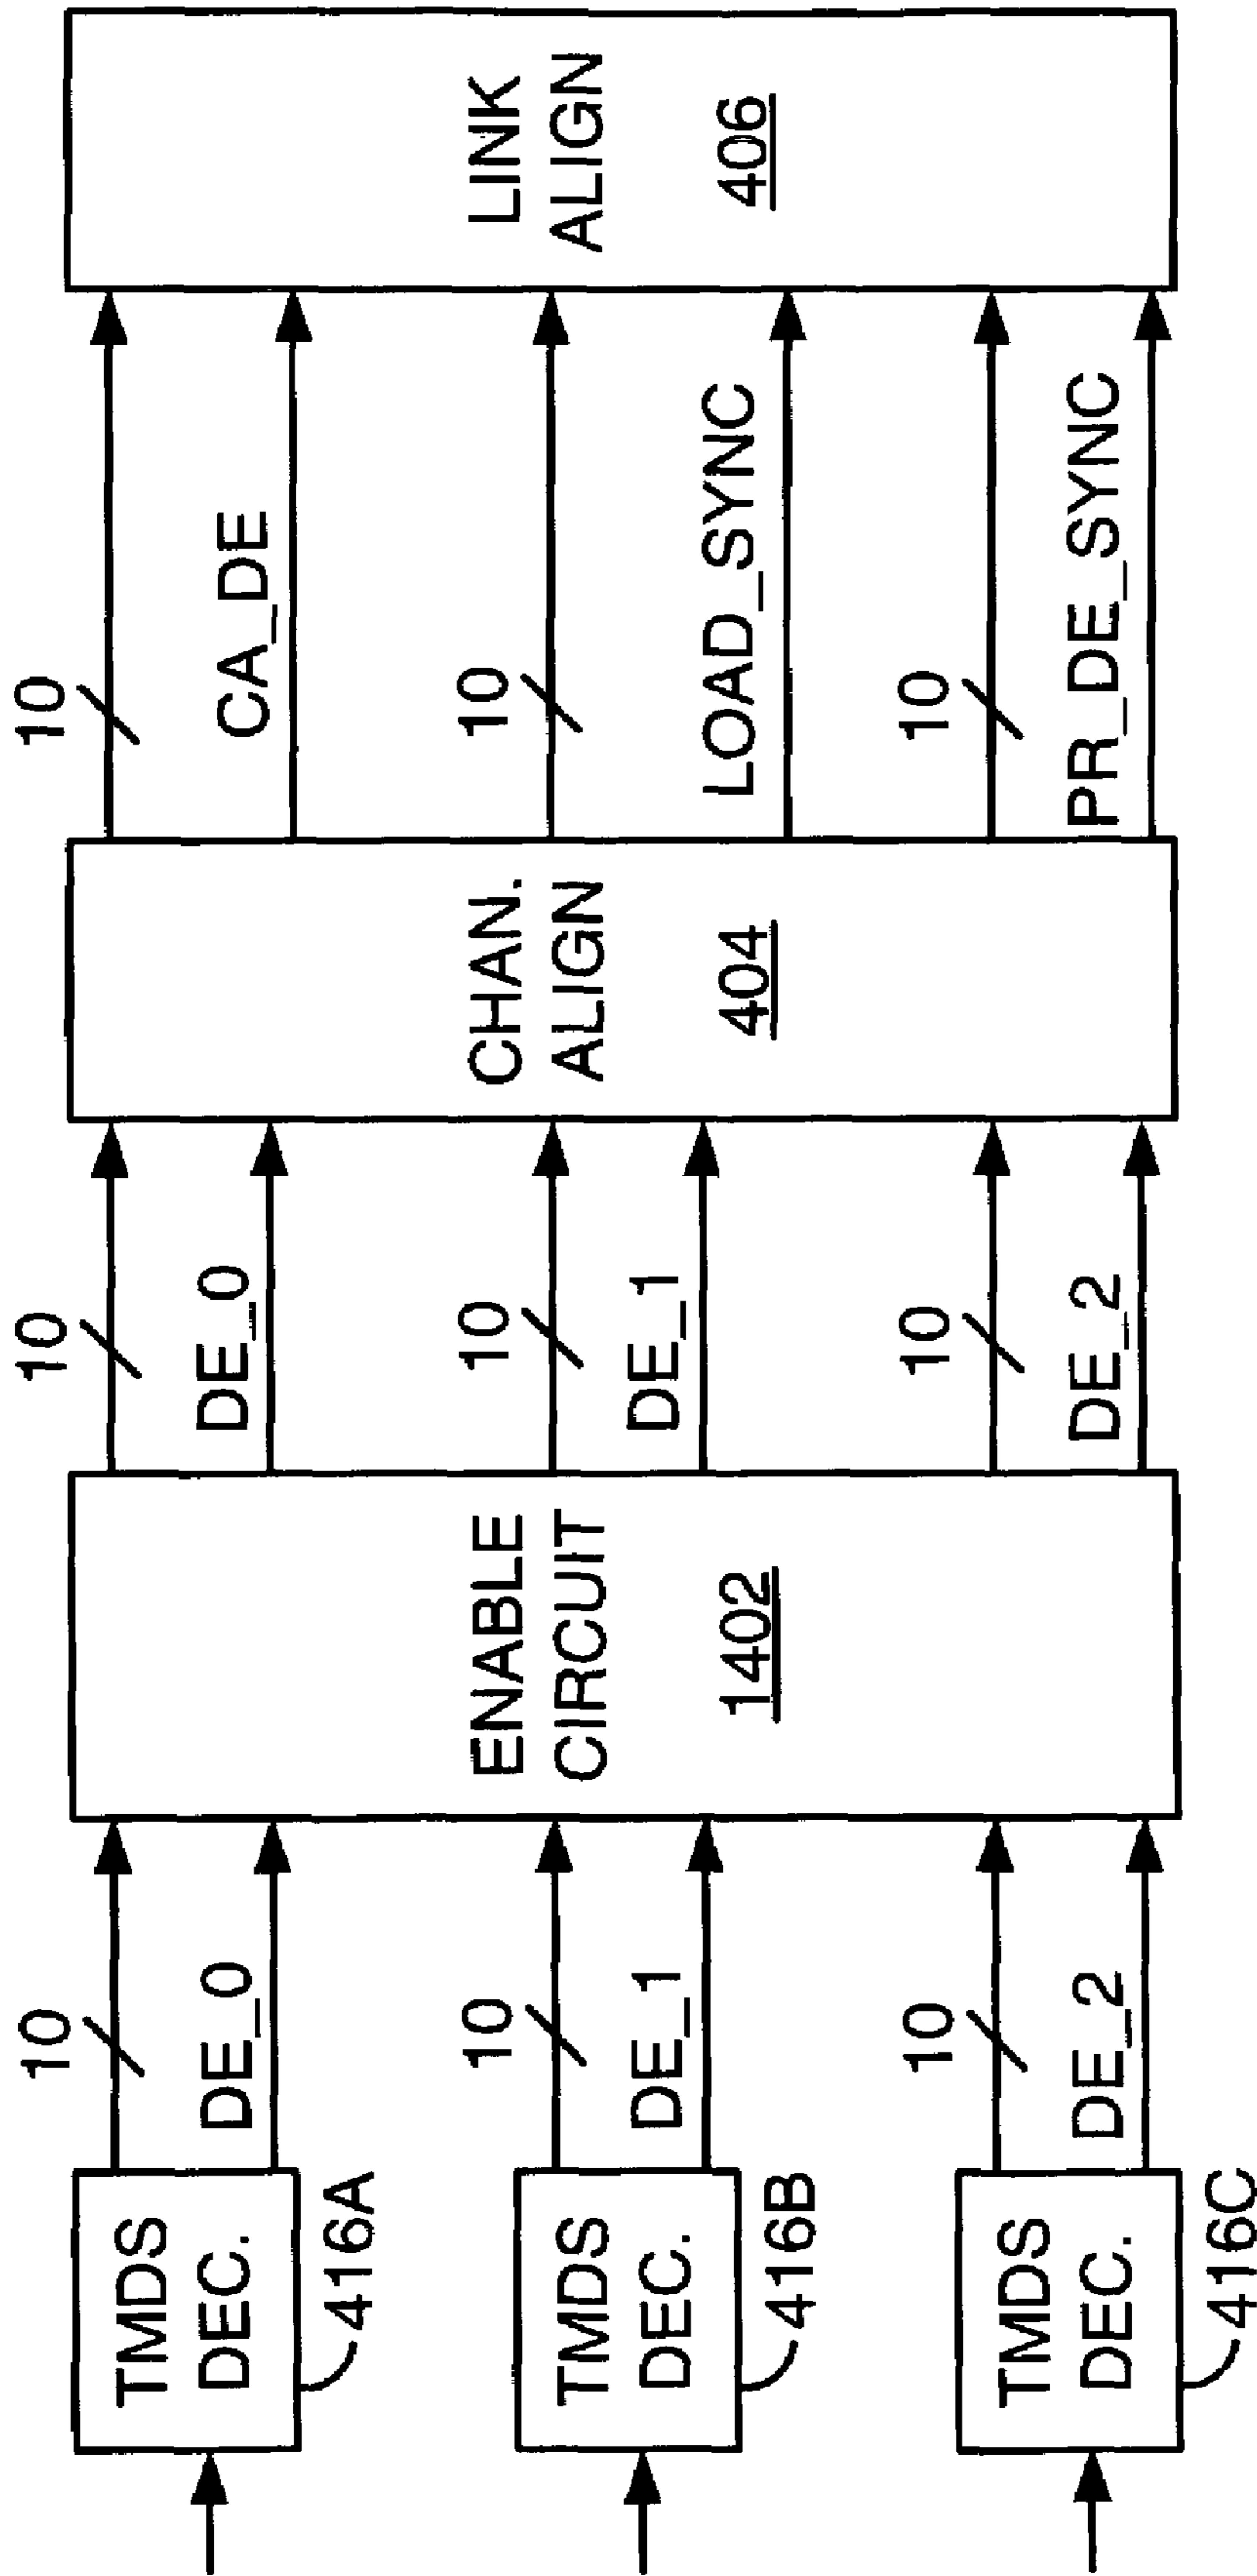 TMDS
DEC.
416A
TMDS
DEC.
416B
TMDS
DEC.
416C
10
DE_0
10
DE_1
10
DE_2
ENABLE
CIRCUIT
1402
10
DE_0
10
DE_1
10
DE_2
CHAN.
ALIGN
404
10
CA_DE
10
LOAD_SYNC
10
PR_DE_SYNC
LINK
ALIGN
406